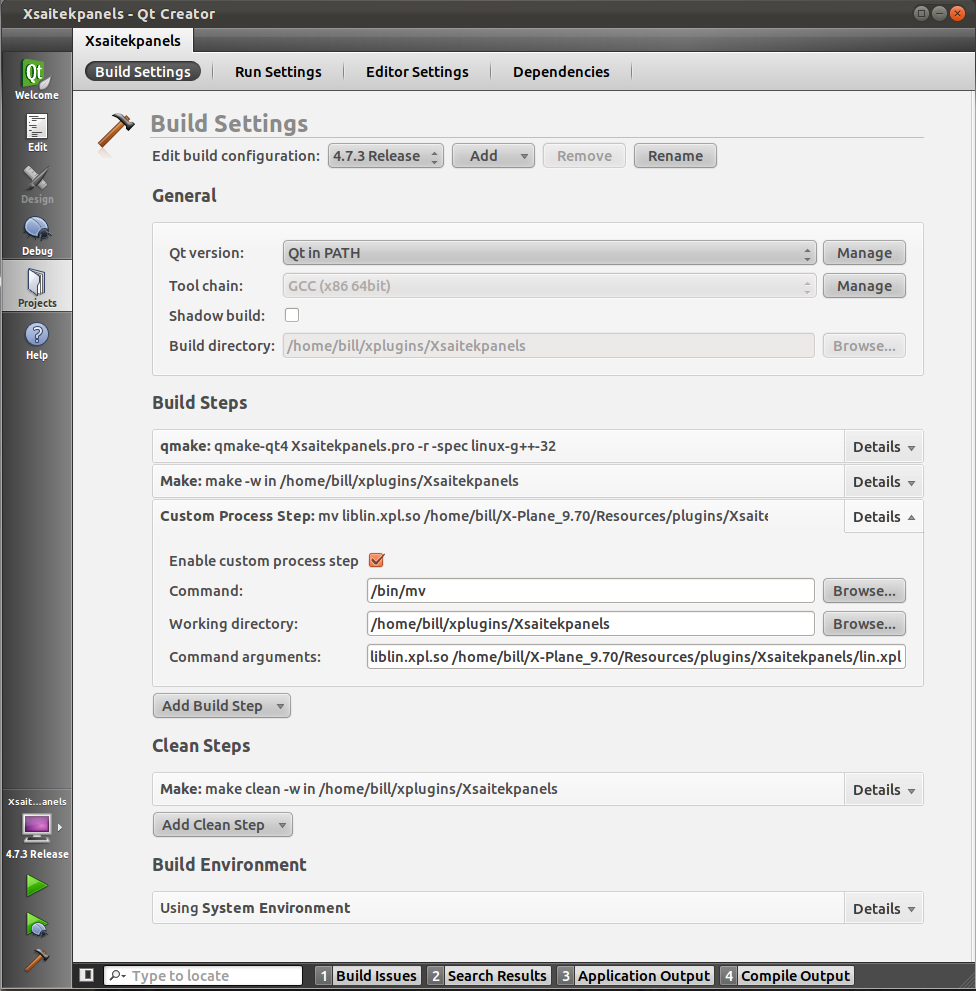 Xsaitekpanels - Qt Creator
Xsaitekpanels
Build Settings Run Settings Editor Settings Dependencies
Qt
Welcome
Edit
Design
Debug
Projects
Help
Build Settings
Edit build configuration: 4.7.3 Release Add Remove Rename
General
Qt version: Qt in PATH Manage
Tool chain: GCC (x86 64bit) Manage
Shadow build:
Build directory: /home/bill/xplugins/Xsaitekpanels Browse...
Build Steps
qmake: qmake-qt4 Xsaitekpanels.pro -r -spec linux-g++-32 Details
Make: make -w in /home/bill/xplugins/Xsaitekpanels Details
Custom Process Step: mv liblin.xpl.so /home/bill/X-Plane_9.70/Resources/plugins/Xsaite Details
Enable custom process step
Command: /bin/mv Browse...
Working directory: /home/bill/xplugins/Xsaitekpanels Browse...
Command arguments: liblin.xpl.so /home/bill/X-Plane_9.70/Resources/plugins/Xsaitekpanels/lin.xpl
Add Build Step
Clean Steps
Make: make clean -w in /home/bill/xplugins/Xsaitekpanels Details
Add Clean Step
Build Environment
Using System Environment Details
Xsait...anels
4.7.3 Release
Type to locate 1 Build Issues 2 Search Results 3 Application Output 4 Compile Output